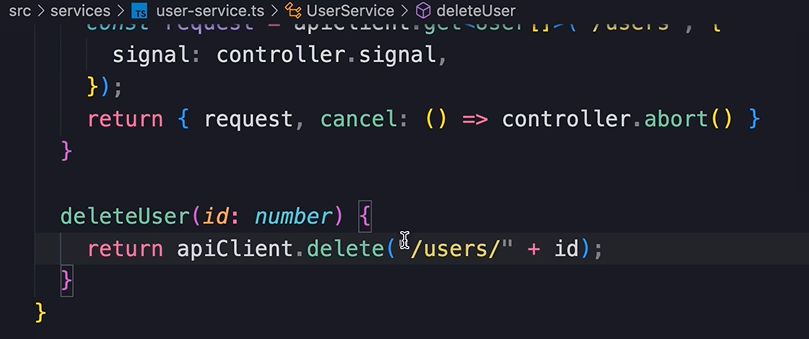 src > services > TS user-service.ts > UserService > deleteUser
const request = apiClient.get<User[]>("/users", {
signal: controller.signal,
});
return { request, cancel: () => controller.abort() }
}
deleteUser(id: number) {
return apiClient.delete("/users/" + id);
}
}